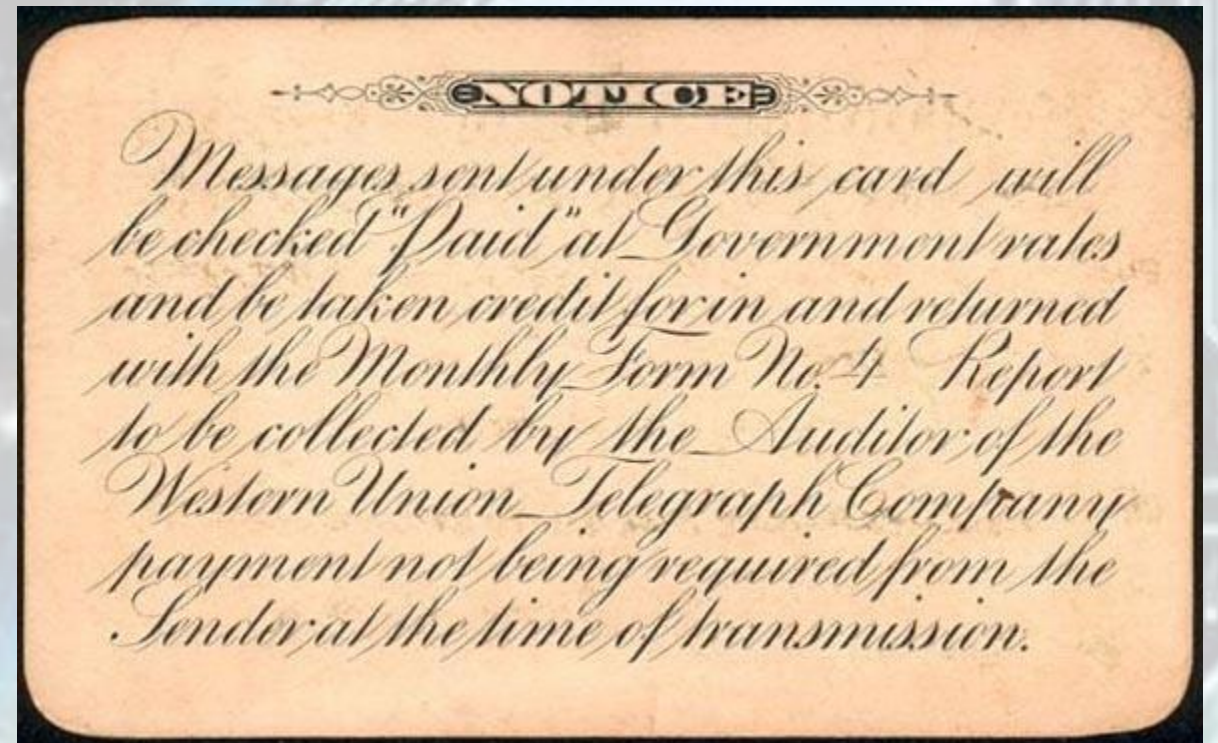 NOTICE
Messages sent under this card will
be checked "Paid" at Government rates
and be taken credit for in and returned
with the Monthly Form No. 4 Report
to be collected by the Auditor of the
Western Union Telegraph Company
payment not being required from the
Sender at the time of transmission.